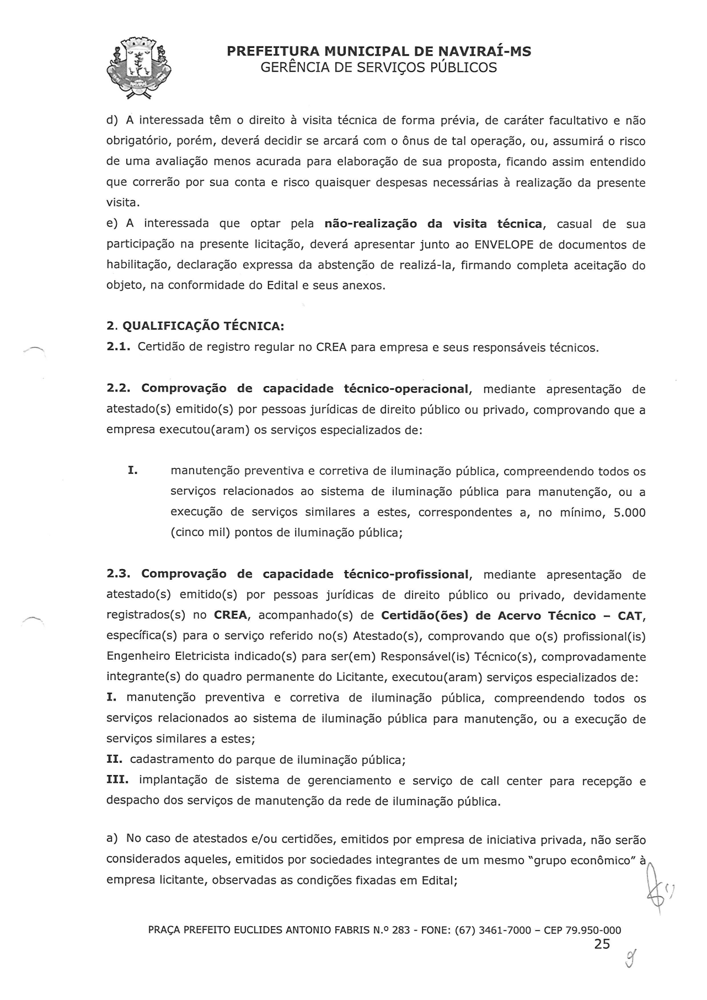 PREFEITURA MUNICIPAL DE NAVIRAÍ-MS
GERÊNCIA DE SERVIÇOS PÚBLICOS
d) A interessada têm o direito à visita técnica de forma prévia, de caráter facultativo e não
obrigatório, porém, deverá decidir se arcará com o ônus de tal operação, ou, assumirá o risco
de uma avaliação menos acurada para elaboração de sua proposta, ficando assim entendido
que correrão por sua conta e risco quaisquer despesas necessárias à realização da presente
visita.
e) A interessada que optar pela não-realização da visita técnica, casual de sua
participação na presente licitação, deverá apresentar junto ao ENVELOPE de documentos de
habilitação, declaração expressa da abstenção de realizá-la, firmando completa aceitação do
objeto, na conformidade do Edital e seus anexos.
2. QUALIFICAÇÃO TÉCNICA:
2.1. Certidão de registro regular no CREA para empresa e seus responsáveis técnicos.
2.2. Comprovação de capacidade técnico-operacional, mediante apresentação de
atestado(s) emitido(s) por pessoas jurídicas de direito público ou privado, comprovando que a
empresa executou(aram) os serviços especializados de:
I. manutenção preventiva e corretiva de iluminação pública, compreendendo todos os
serviços relacionados ao sistema de iluminação pública para manutenção, ou a
execução de serviços similares a estes, correspondentes a, no mínimo, 5.000
(cinco mil) pontos de iluminação pública;
2.3. Comprovação de capacidade técnico-profissional, mediante apresentação de
atestado(s) emitido(s) por pessoas jurídicas de direito público ou privado, devidamente
registrados(s) no CREA, acompanhado(s) de Certidão(ões) de Acervo Técnico – CAT,
específica(s) para o serviço referido no(s) Atestado(s), comprovando que o(s) profissional(is)
Engenheiro Eletricista indicado(s) para ser(em) Responsável(is) Técnico(s), comprovadamente
integrante(s) do quadro permanente do Licitante, executou(aram) serviços especializados de:
I. manutenção preventiva e corretiva de iluminação pública, compreendendo todos os
serviços relacionados ao sistema de iluminação pública para manutenção, ou a execução de
serviços similares a estes;
II. cadastramento do parque de iluminação pública;
III. implantação de sistema de gerenciamento e serviço de call center para recepção e
despacho dos serviços de manutenção da rede de iluminação pública.
a) No caso de atestados e/ou certidões, emitidos por empresa de iniciativa privada, não serão
considerados aqueles, emitidos por sociedades integrantes de um mesmo "grupo econômico" à
empresa licitante, observadas as condições fixadas em Edital;
PRAÇA PREFEITO EUCLIDES ANTONIO FABRIS N.º 283 - FONE: (67) 3461-7000 – CEP 79.950-000
25